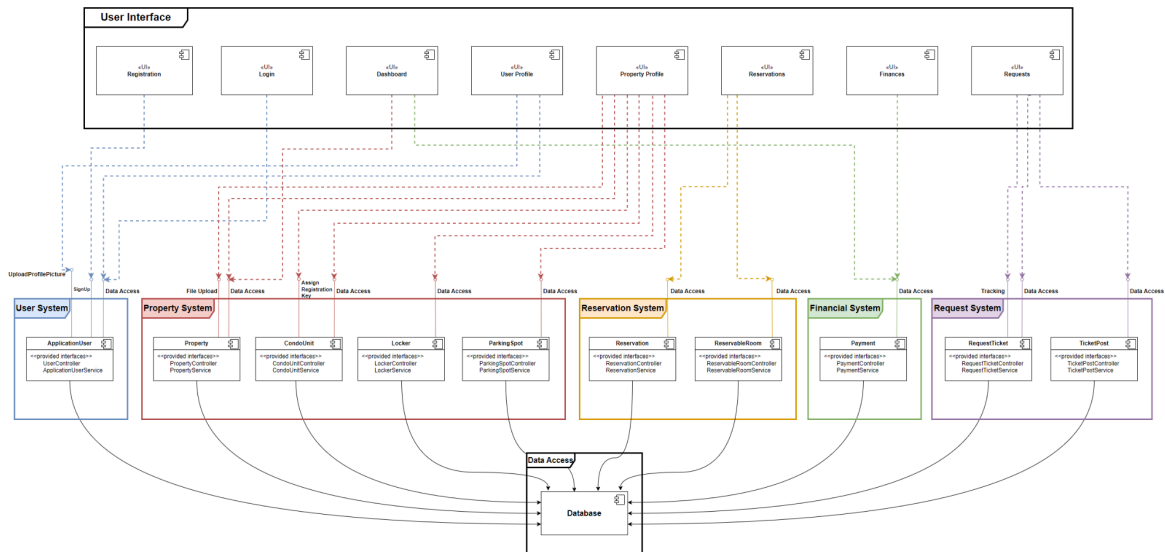 User Interface
«UI»
Registration
«UI»
Login
«UI»
Dashboard
«UI»
User Profile
«UI»
Property Profile
«UI»
Reservations
«UI»
Finances
«UI»
Requests
UploadProfilePicture
SignUp
Data Access
File Upload
Data Access
Assign
Registration
Key
Data Access
Data Access
Data Access
Data Access
Data Access
Data Access
Tracking
Data Access
Data Access
User System
ApplicationUser
<<provided interfaces>>
UserController
ApplicationUserService
Property System
Property
<<provided interfaces>>
PropertyController
PropertyService
CondoUnit
<<provided interfaces>>
CondoUnitController
CondoUnitService
Locker
<<provided interfaces>>
LockerController
LockerService
ParkingSpot
<<provided interfaces>>
ParkingSpotController
ParkingSpotService
Reservation System
Reservation
<<provided interfaces>>
ReservationController
ReservationService
ReservableRoom
<<provided interfaces>>
ReservableRoomController
ReservableRoomService
Financial System
Payment
<<provided interfaces>>
PaymentController
PaymentService
Request System
RequestTicket
<<provided interfaces>>
RequestTicketController
RequestTicketService
TicketPost
<<provided interfaces>>
TicketPostController
TicketPostService
Data Access
Database